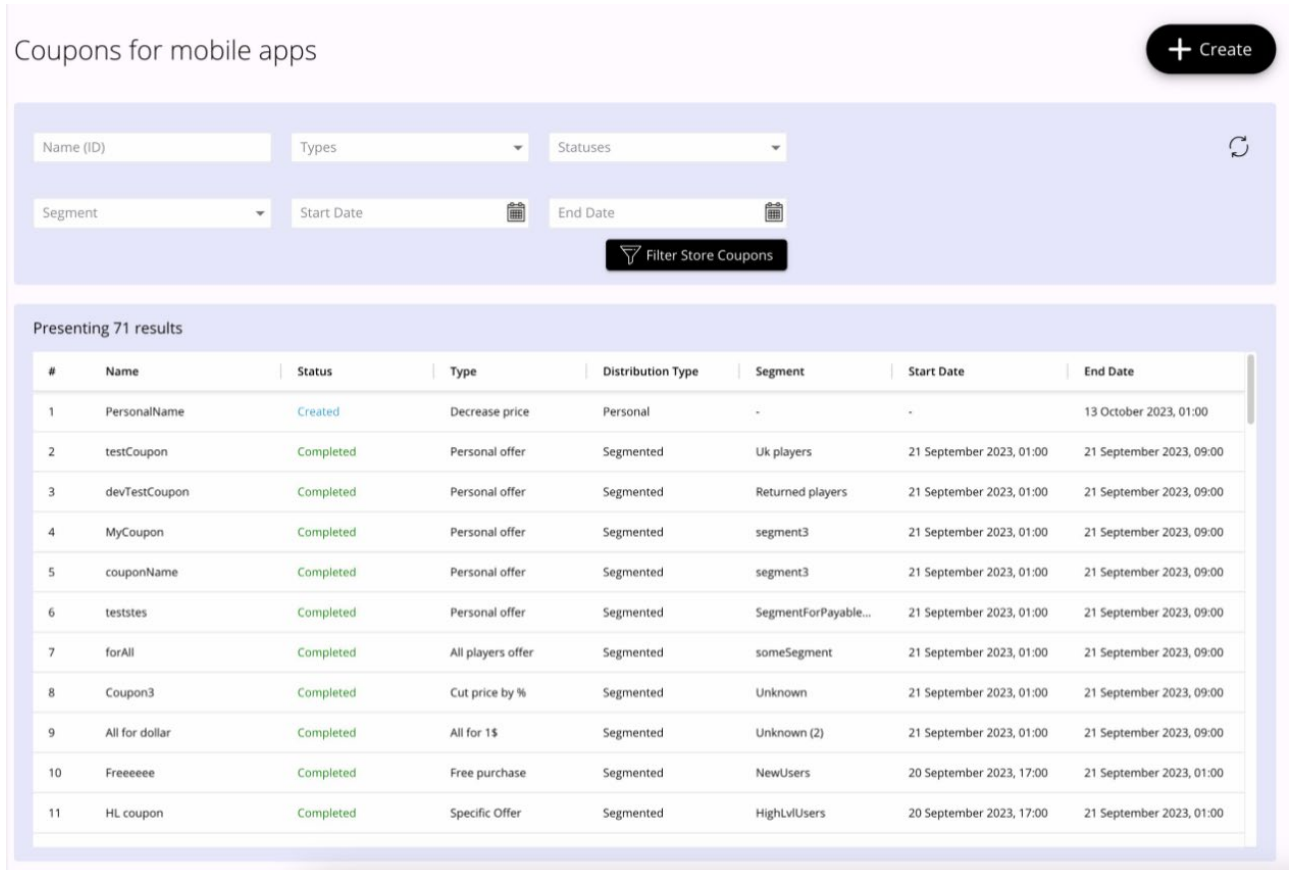 Coupons for mobile apps
Create
Name (ID) Types Statuses
Segment Start Date End Date
Filter Store Coupons
Presenting 71 results
# Name Status Type Distribution Type Segment Start Date End Date
1 PersonalName Created Decrease price Personal - - 13 October 2023, 01:00
2 testCoupon Completed Personal offer Segmented Uk players 21 September 2023, 01:00 21 September 2023, 09:00
3 devTestCoupon Completed Personal offer Segmented Returned players 21 September 2023, 01:00 21 September 2023, 09:00
4 MyCoupon Completed Personal offer Segmented segment3 21 September 2023, 01:00 21 September 2023, 09:00
5 couponName Completed Personal offer Segmented segment3 21 September 2023, 01:00 21 September 2023, 09:00
6 teststes Completed Personal offer Segmented SegmentForPayable... 21 September 2023, 01:00 21 September 2023, 09:00
7 forAll Completed All players offer Segmented someSegment 21 September 2023, 01:00 21 September 2023, 09:00
8 Coupon3 Completed Cut price by % Segmented Unknown 21 September 2023, 01:00 21 September 2023, 09:00
9 All for dollar Completed All for 1$ Segmented Unknown (2) 21 September 2023, 01:00 21 September 2023, 09:00
10 Freeeeee Completed Free purchase Segmented NewUsers 20 September 2023, 17:00 21 September 2023, 01:00
11 HL coupon Completed Specific Offer Segmented HighLvlUsers 20 September 2023, 17:00 21 September 2023, 01:00